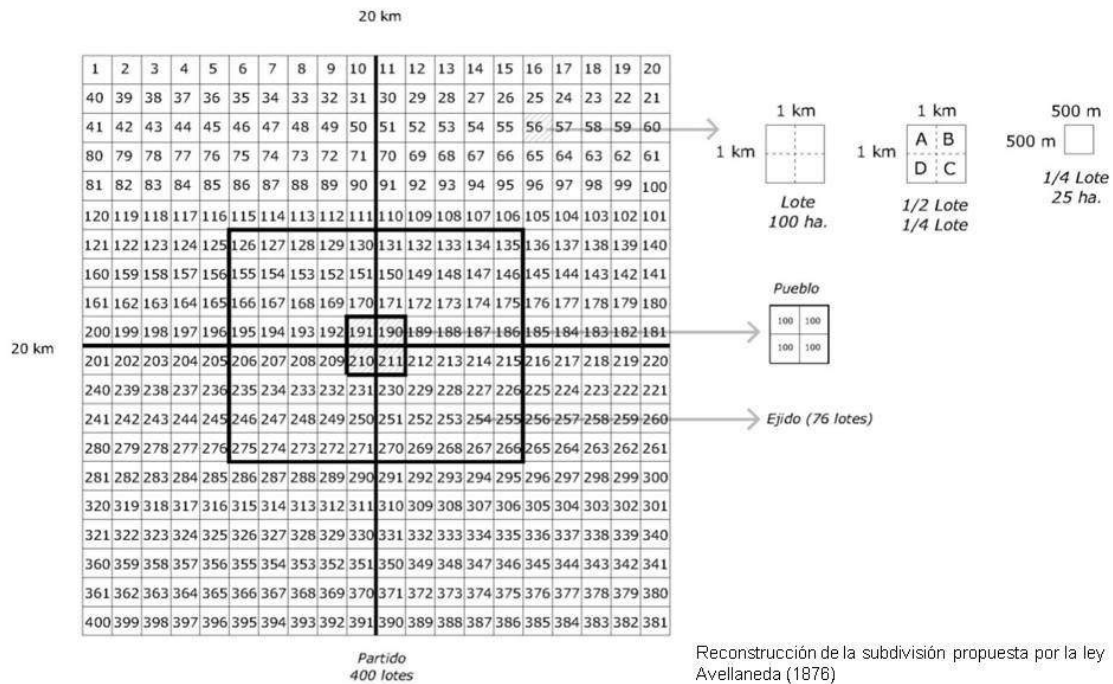 20 km
1 2 3 4 5 6 7 8 9 10 11 12 13 14 15 16 17 18 19 20
40 39 38 37 36 35 34 33 32 31 30 29 28 27 26 25 24 23 22 21
41 42 43 44 45 46 47 48 49 50 51 52 53 54 55 56 57 58 59 60
80 79 78 77 76 75 74 73 72 71 70 69 68 67 66 65 64 63 62 61
81 82 83 84 85 86 87 88 89 90 91 92 93 94 95 96 97 98 99 100
120 119 118 117 116 115 114 113 112 111 110 109 108 107 106 105 104 103 102 101
121 122 123 124 125 126 127 128 129 130 131 132 133 134 135 136 137 138 139 140
160 159 158 157 156 155 154 153 152 151 150 149 148 147 146 145 144 143 142 141
161 162 163 164 165 166 167 168 169 170 171 172 173 174 175 176 177 178 179 180
200 199 198 197 196 195 194 193 192 191 190 189 188 187 186 185 184 183 182 181
20 km
201 202 203 204 205 206 207 208 209 210 211 212 213 214 215 216 217 218 219 220
240 239 238 237 236 235 234 233 232 231 230 229 228 227 226 225 224 223 222 221
241 242 243 244 245 246 247 248 249 250 251 252 253 254 255 256 257 258 259 260
280 279 278 277 276 275 274 273 272 271 270 269 268 267 266 265 264 263 262 261
281 282 283 284 285 286 287 288 289 290 291 292 293 294 295 296 297 298 299 300
320 319 318 317 316 315 314 313 312 311 310 309 308 307 306 305 304 303 302 301
321 322 323 324 325 326 327 328 329 330 331 332 333 334 335 336 337 338 339 340
360 359 358 357 356 355 354 353 352 351 350 349 348 347 346 345 344 343 342 341
361 362 363 364 365 366 367 368 369 370 371 372 373 374 375 376 377 378 379 380
400 399 398 397 396 395 394 393 392 391 390 389 388 387 386 385 384 383 382 381
Partido
400 lotes
1 km
1 km
Lote
100 ha.
1 km
1 km
A B
D C
1/2 Lote
1/4 Lote
500 m
500 m
1/4 Lote
25 ha.
Pueblo
100 100
100 100
Ejido (76 lotes)
Reconstrucción de la subdivisión propuesta por la ley
Avellaneda (1876)